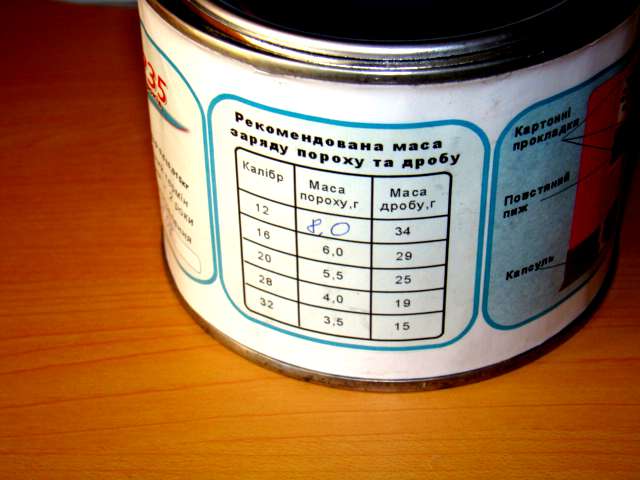 35
Рекомендована маса
заряду пороху та дробу
Калібр Маса пороху,г Маса дробу,г
12 8,0 34
16 6,0 29
20 5,5 25
28 4,0 19
32 3,5 15
Картонні
прокладки
Повстяний
пиж
Капсуль